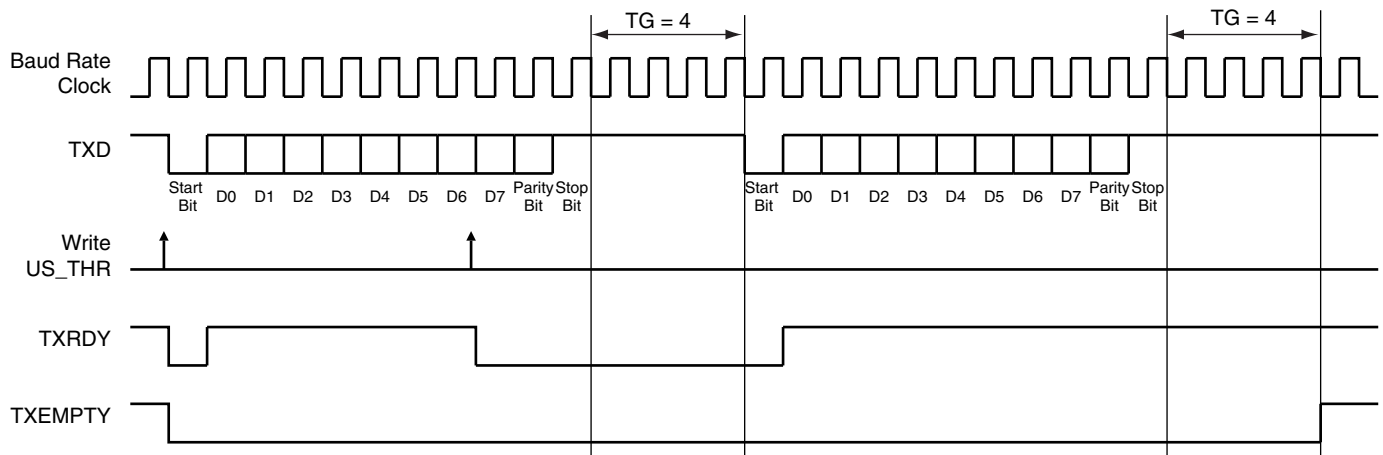 TG = 4
TG = 4
Baud Rate
Clock
TXD
Start
Bit
D0
D1
D2
D3
D4
D5
D6
D7
Parity
Bit
Stop
Bit
Start
Bit
D0
D1
D2
D3
D4
D5
D6
D7
Parity
Bit
Stop
Bit
Write
US_THR
TXRDY
TXEMPTY